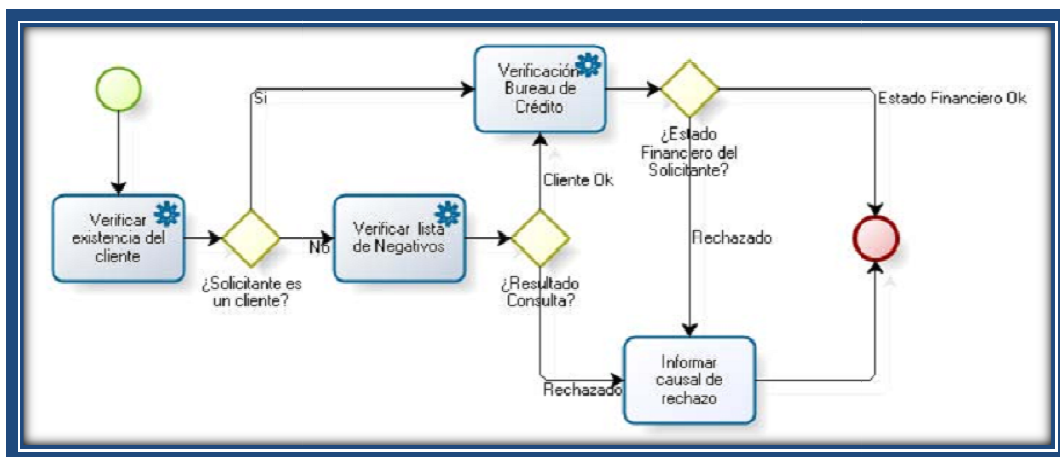 Verificar
existencia del
cliente
¿Solicitante es
un cliente?
Si
No
Verificar lista
de Negativos
¿Resultado
Consulta?
Cliente Ok
Rechazado
Verificación
Bureau de
Crédito
¿Estado
Financiero del
Solicitante?
Estado Financiero Ok
Rechazado
Informar
causal de
rechazo